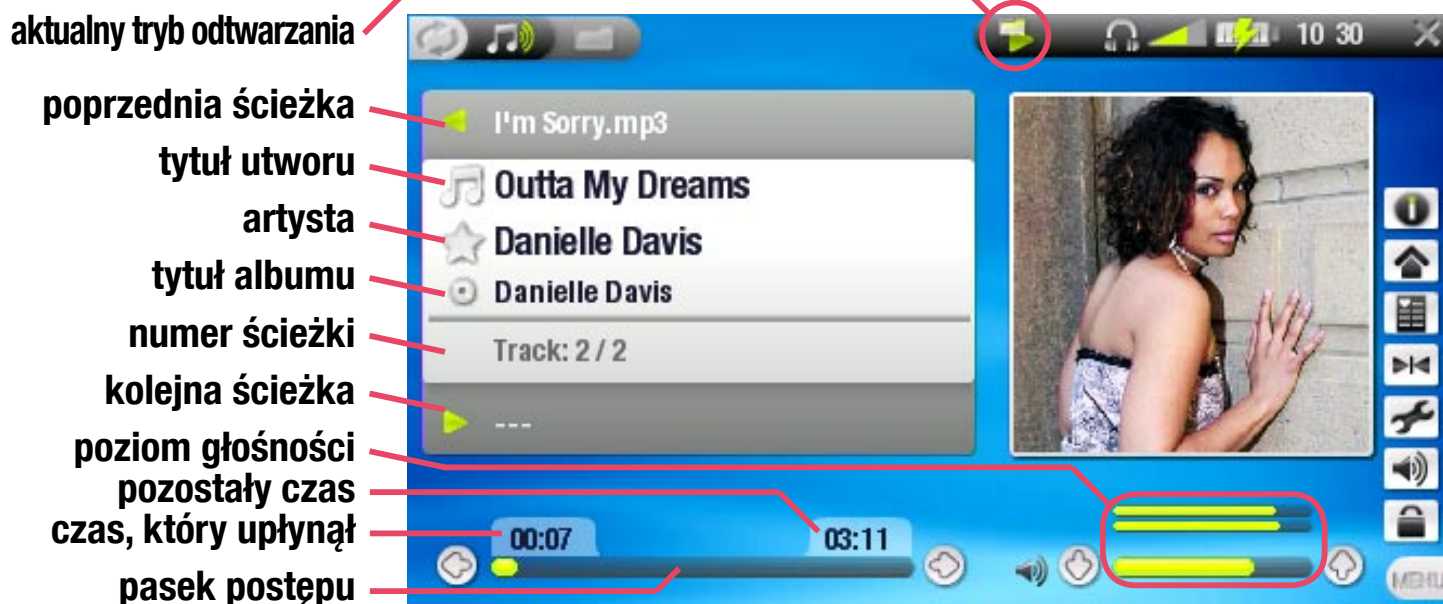 aktualny tryb odtwarzania
10 30
poprzednia ścieżka
I'm Sorry.mp3
tytuł utworu
Outta My Dreams
artysta
Danielle Davis
tytuł albumu
Danielle Davis
numer ścieżki
Track: 2 / 2
kolejna ścieżka
---
poziom głośności
pozostały czas
czas, który upłynął
00:07
03:11
pasek postępu
MENU